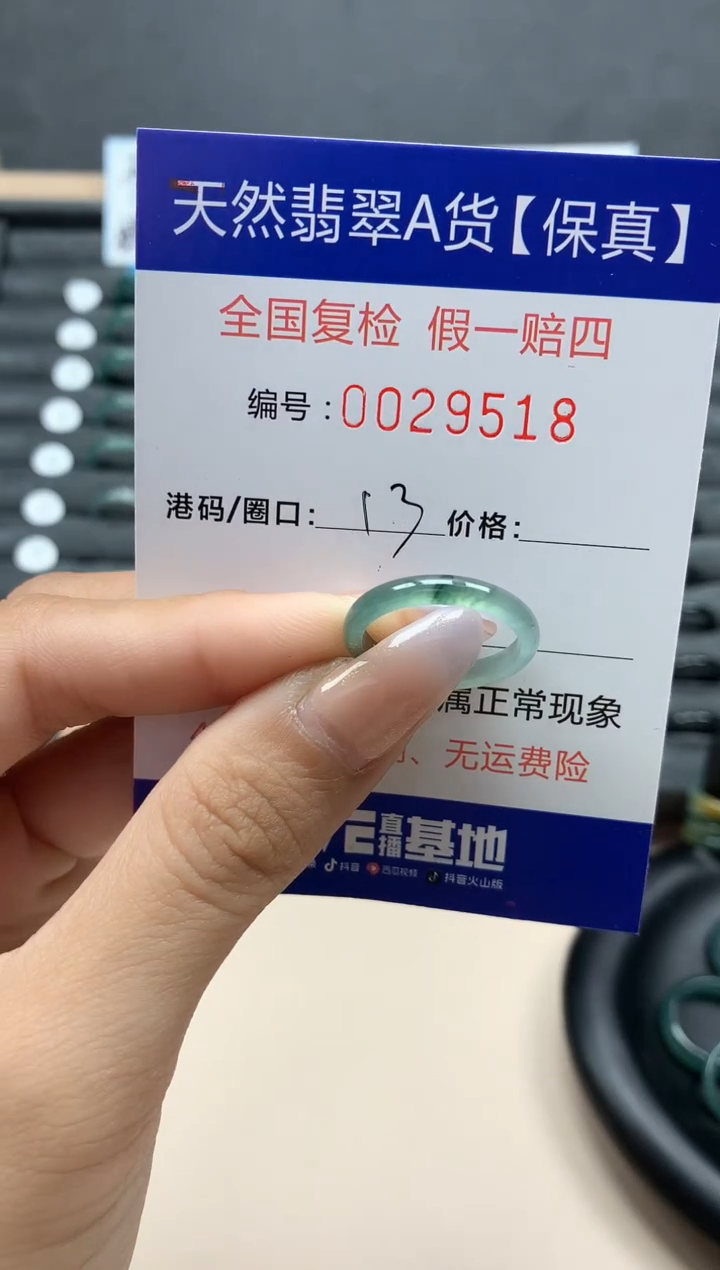 天然翡翠A货【保真】
全国复检 假一赔四
编号：0029518
港码/圈口：13 价格：
属正常现象
、无运费险
直播基地
抖音 西瓜视频 抖音火山版